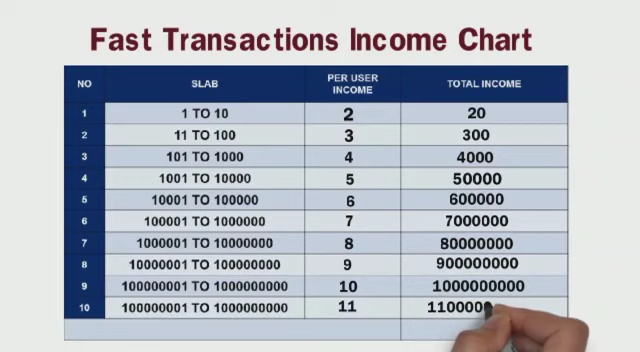 Fast Transactions Income Chart
NO SLAB PER USER INCOME TOTAL INCOME
1 1 TO 10 2 20
2 11 TO 100 3 300
3 101 TO 1000 4 4000
4 1001 TO 10000 5 50000
5 10001 TO 100000 6 600000
6 100001 TO 1000000 7 7000000
7 1000001 TO 10000000 8 80000000
8 10000001 TO 100000000 9 900000000
9 100000001 TO 1000000000 10 1000000000
10 100000001 TO 1000000000 11 110000